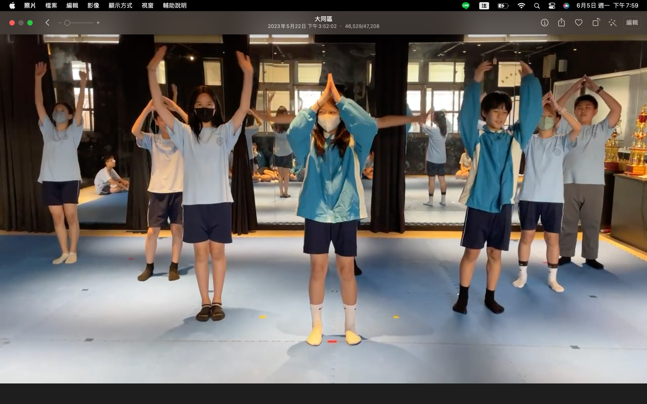 照片 檔案 編輯 影像 顯示方式 視窗 輔助說明
6月5日 週一 下午7:59
大同區
2023年5月22日 下午3:52:02 - 46,529/47,208
編輯